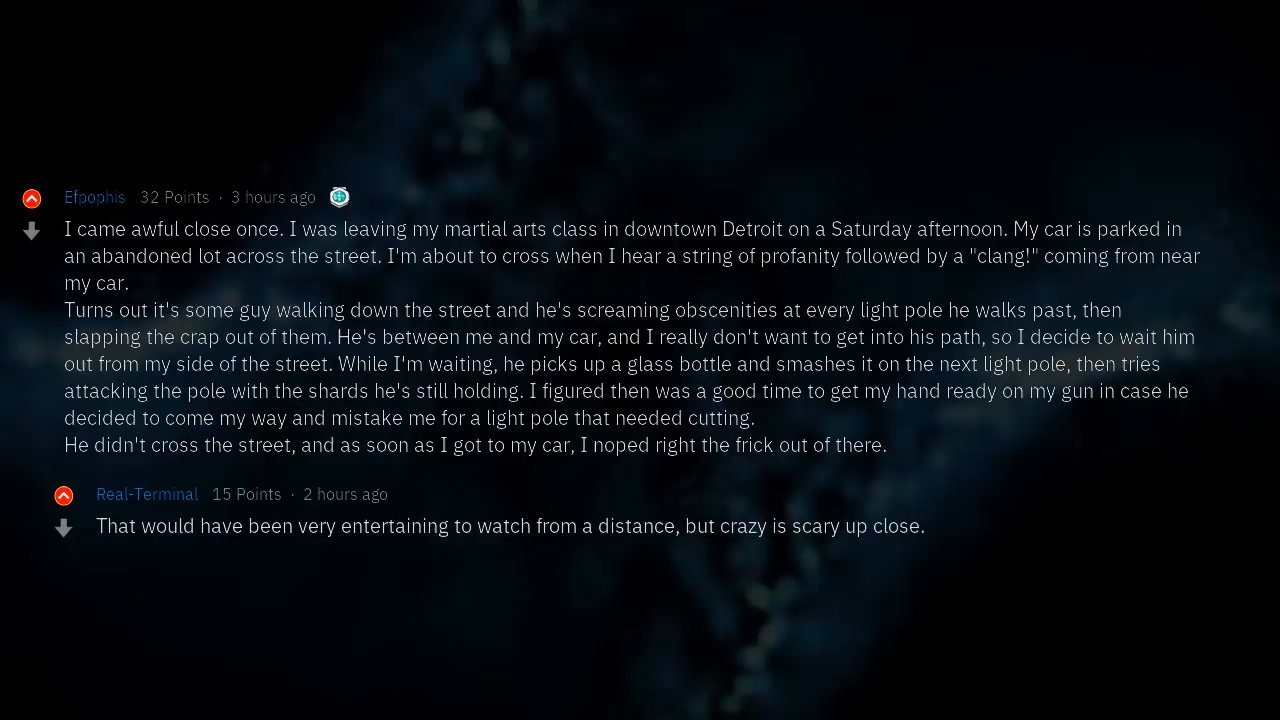 Efpophis 32 Points · 3 hours ago
I came awful close once. I was leaving my martial arts class in downtown Detroit on a Saturday afternoon. My car is parked in
an abandoned lot across the street. I'm about to cross when I hear a string of profanity followed by a "clang!" coming from near
my car.
Turns out it's some guy walking down the street and he's screaming obscenities at every light pole he walks past, then
slapping the crap out of them. He's between me and my car, and I really don't want to get into his path, so I decide to wait him
out from my side of the street. While I'm waiting, he picks up a glass bottle and smashes it on the next light pole, then tries
attacking the pole with the shards he's still holding. I figured then was a good time to get my hand ready on my gun in case he
decided to come my way and mistake me for a light pole that needed cutting.
He didn't cross the street, and as soon as I got to my car, I noped right the frick out of there.
Real-Terminal 15 Points · 2 hours ago
That would have been very entertaining to watch from a distance, but crazy is scary up close.